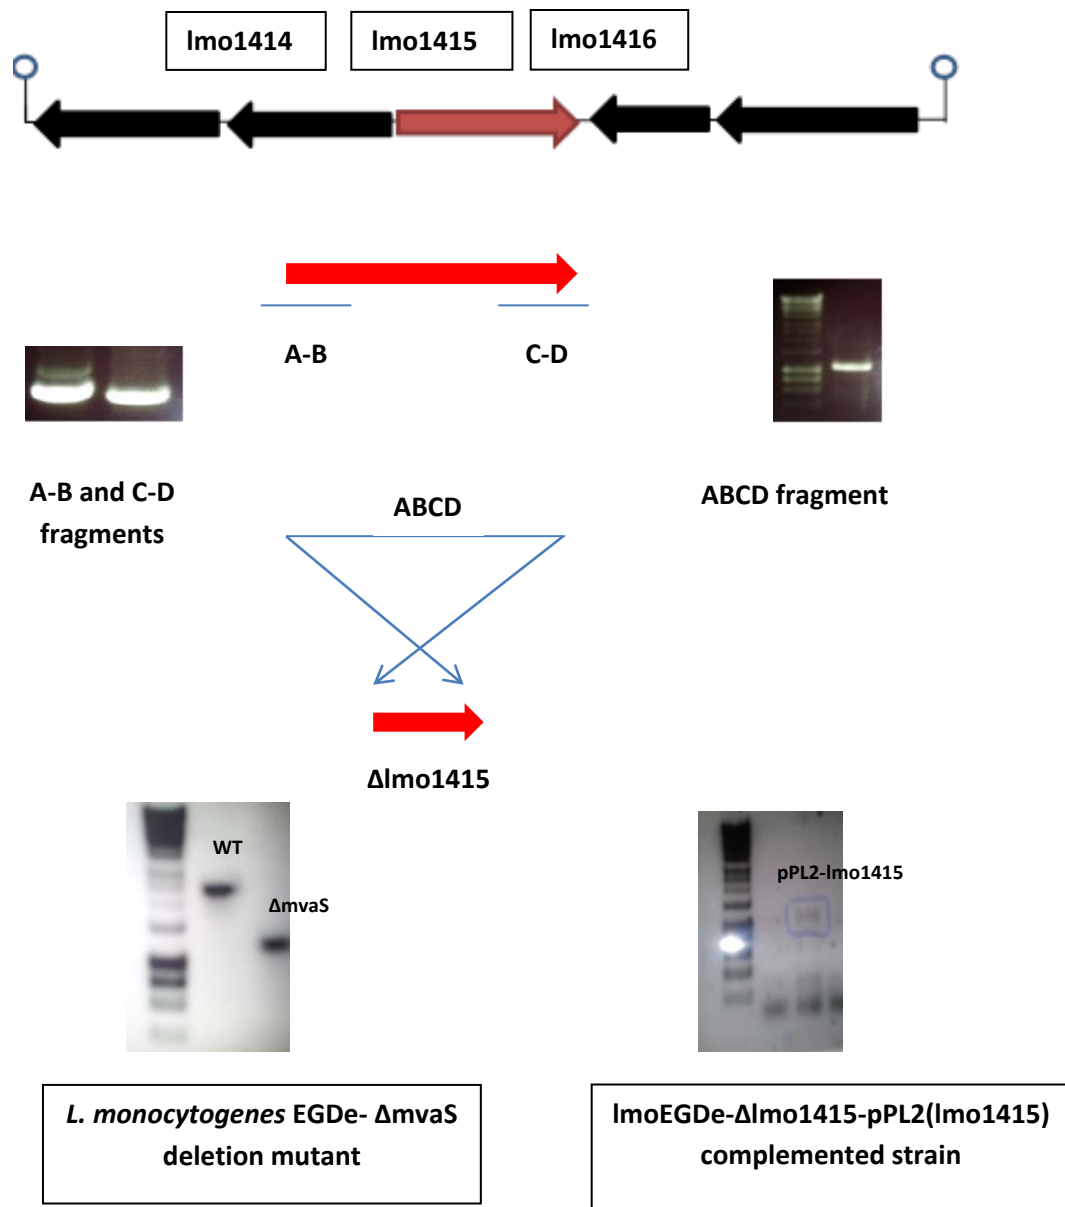 lmo1414
lmo1415
lmo1416
A-B
C-D
A-B and C-D
fragments
ABCD
ABCD fragment
Δlmo1415
WT
ΔmvaS
pPL2-lmo1415
L. monocytogenes EGDe- ΔmvaS
deletion mutant
lmoEGDe-Δlmo1415-pPL2(lmo1415)
complemented strain